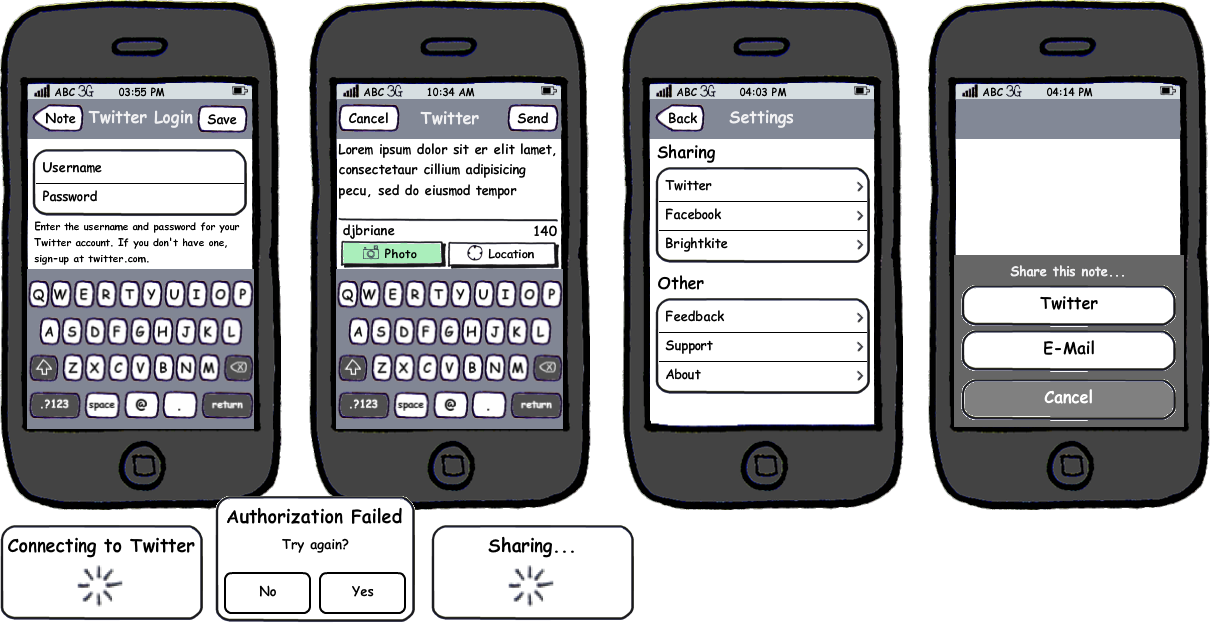 ABC 3G 03:55 PM
Note Twitter Login Save
Username
Password
Enter the username and password for your
Twitter account. If you don't have one,
sign-up at twitter.com.
Q W E R T Y U I O P
A S D F G H J K L
Z X C V B N M
.?123 space @ . return
ABC 3G 10:34 AM
Cancel Twitter Send
Lorem ipsum dolor sit er elit lamet,
consectetaur cillium adipisicing
pecu, sed do eiusmod tempor
djbriane 140
Photo Location
Q W E R T Y U I O P
A S D F G H J K L
Z X C V B N M
.?123 space @ . return
ABC 3G 04:03 PM
Back Settings
Sharing
Twitter
Facebook
Brightkite
Other
Feedback
Support
About
ABC 3G 04:14 PM
Share this note...
Twitter
E-Mail
Cancel
Connecting to Twitter
Authorization Failed
Try again?
No Yes
Sharing...